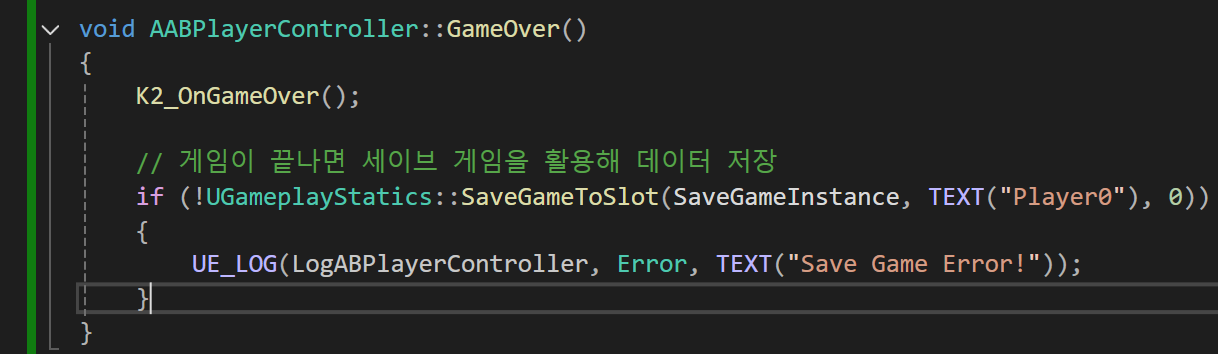 void AABPlayerController::GameOver()
{
K2_OnGameOver();
// 게임이 끝나면 세이브 게임을 활용해 데이터 저장
if (!UGameplayStatics::SaveGameToSlot(SaveGameInstance, TEXT("Player0"), 0))
{
UE_LOG(LogABPlayerController, Error, TEXT("Save Game Error!"));
}
}